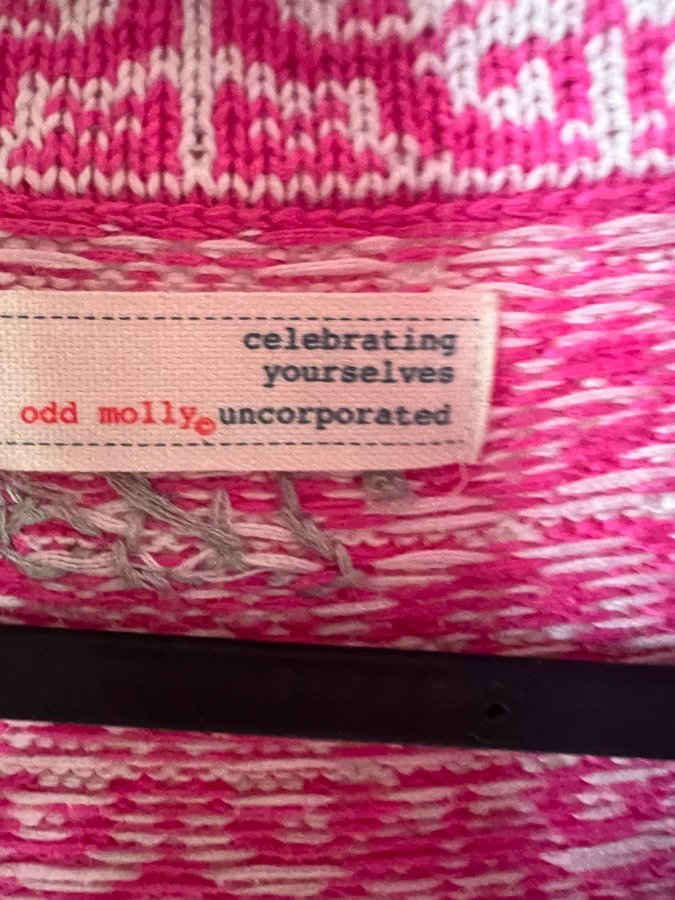 celebrating
yourselves
odd molly©uncorporated